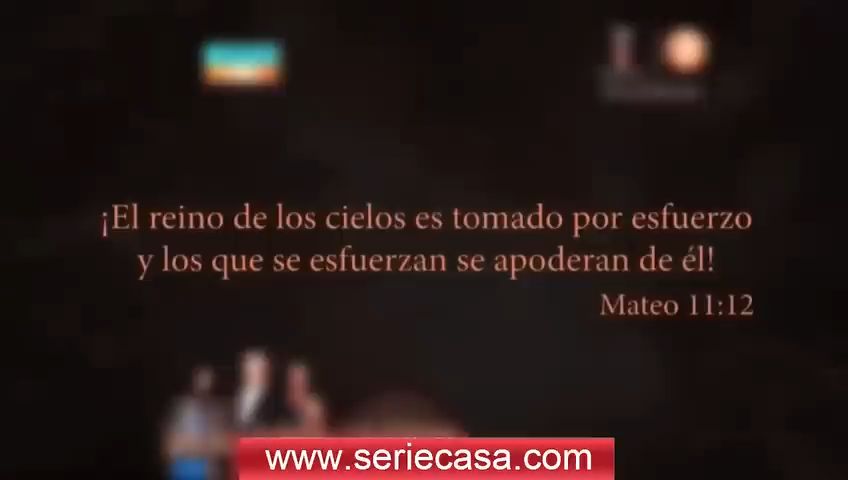 ¡El reino de los cielos es tomado por esfuerzo
y los que se esfuerzan se apoderan de él!
Mateo 11:12
www.seriecasa.com